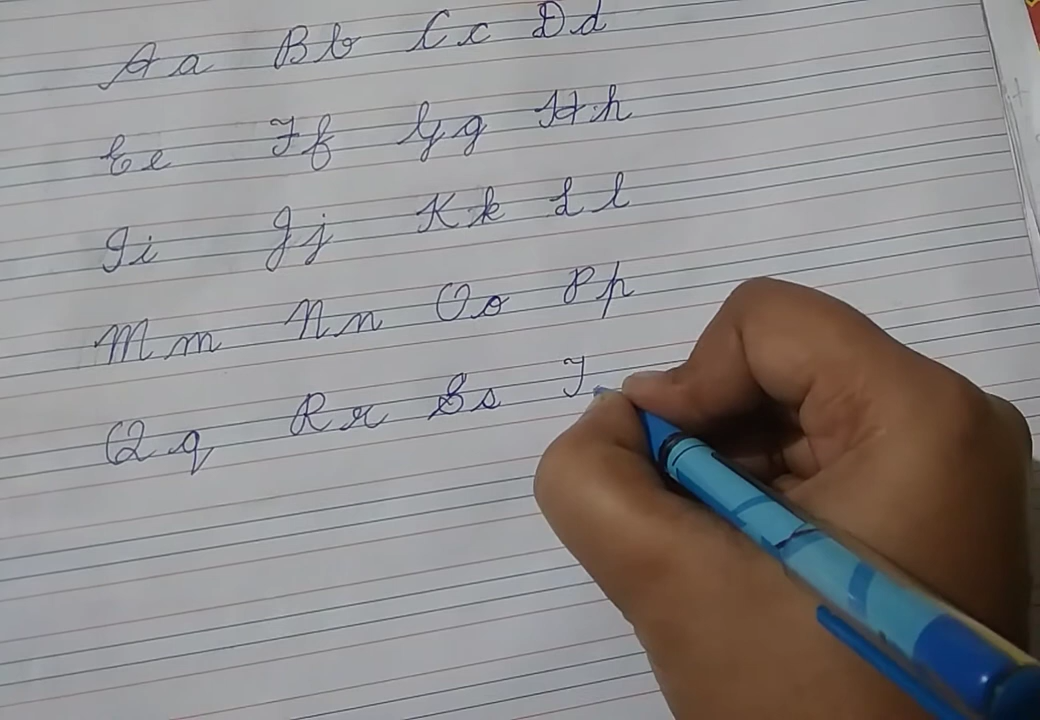 Aa Bb Cc Dd
Ee Ff Gg Hh
Ii Jj Kk Ll
Mm Nn Oo Pp
Qq Rr Ss T